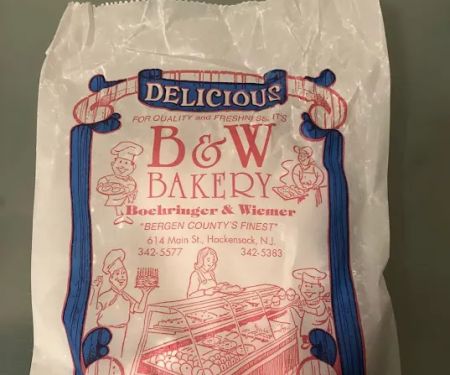 DELICIOUS
FOR QUALITY and FRESHNESS, IT'S
B & W
BAKERY
Boehringer & Wiemer
"BERGEN COUNTY'S FINEST"
614 Main St., Hackensack, N.J.
342-5577 342-5383